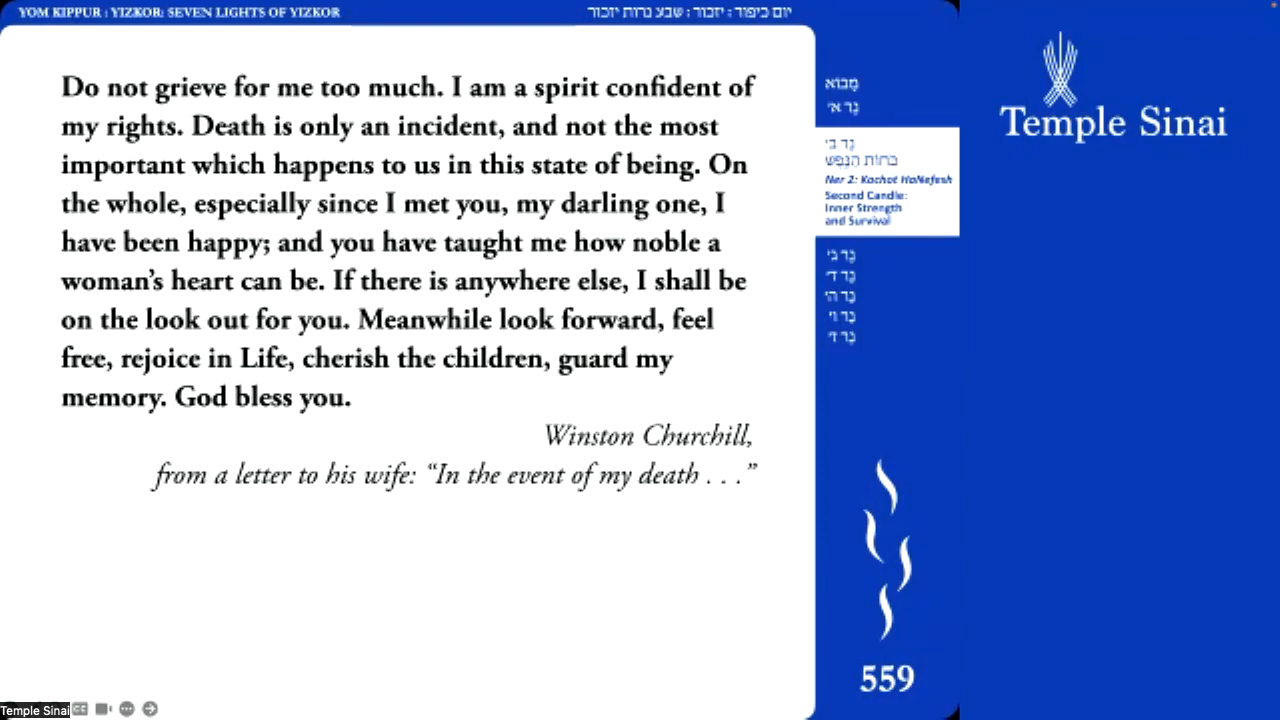 YOM KIPPUR : YIZKOR: SEVEN LIGHTS OF YIZKOR
יום כיפור : יזכור : שבע נרות יזכור
Do not grieve for me too much. I am a spirit confident of
my rights. Death is only an incident, and not the most
important which happens to us in this state of being. On
the whole, especially since I met you, my darling one, I
have been happy; and you have taught me how noble a
woman’s heart can be. If there is anywhere else, I shall be
on the look out for you. Meanwhile look forward, feel
free, rejoice in Life, cherish the children, guard my
memory. God bless you.
Winston Churchill,
from a letter to his wife: “In the event of my death . . .”
מָבוֹא
נֵר א׳
נֵר ב׳
כֹּחוֹת הַנֶּפֶשׁ
Ner 2: Kochot HaNefesh
Second Candle:
Inner Strength
and Survival
נֵר ג׳
נֵר ד׳
נֵר ה׳
נֵר ו׳
נֵר ז׳
559
Temple Sinai
Temple Sinai